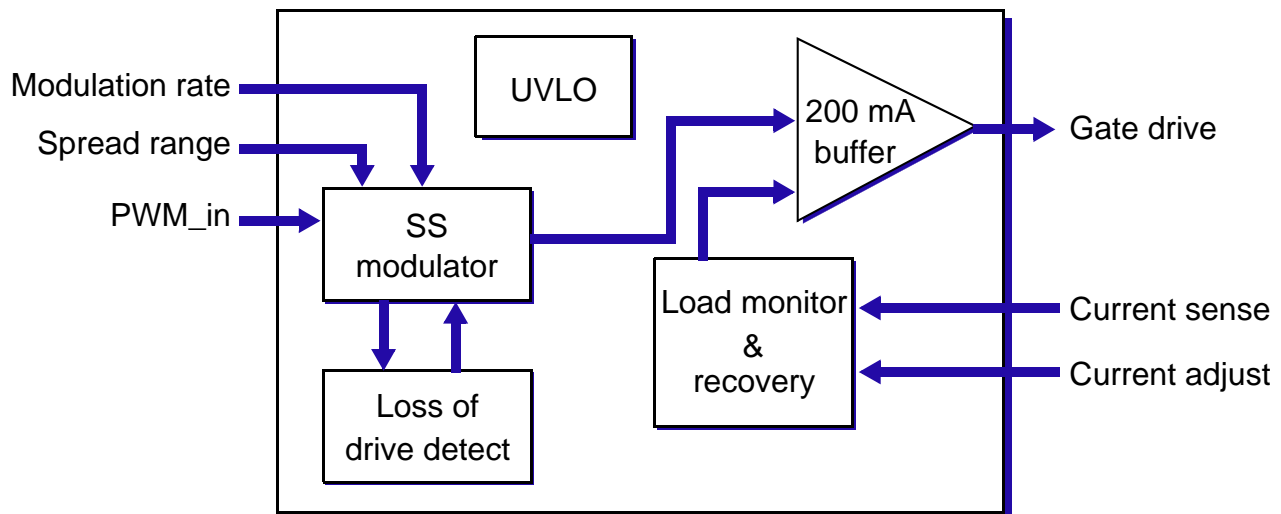 Modulation rate
Spread range
PWM_in
UVLO
200 mA
buffer
Gate drive
SS
modulator
Load monitor
&
recovery
Current sense
Current adjust
Loss of
drive detect